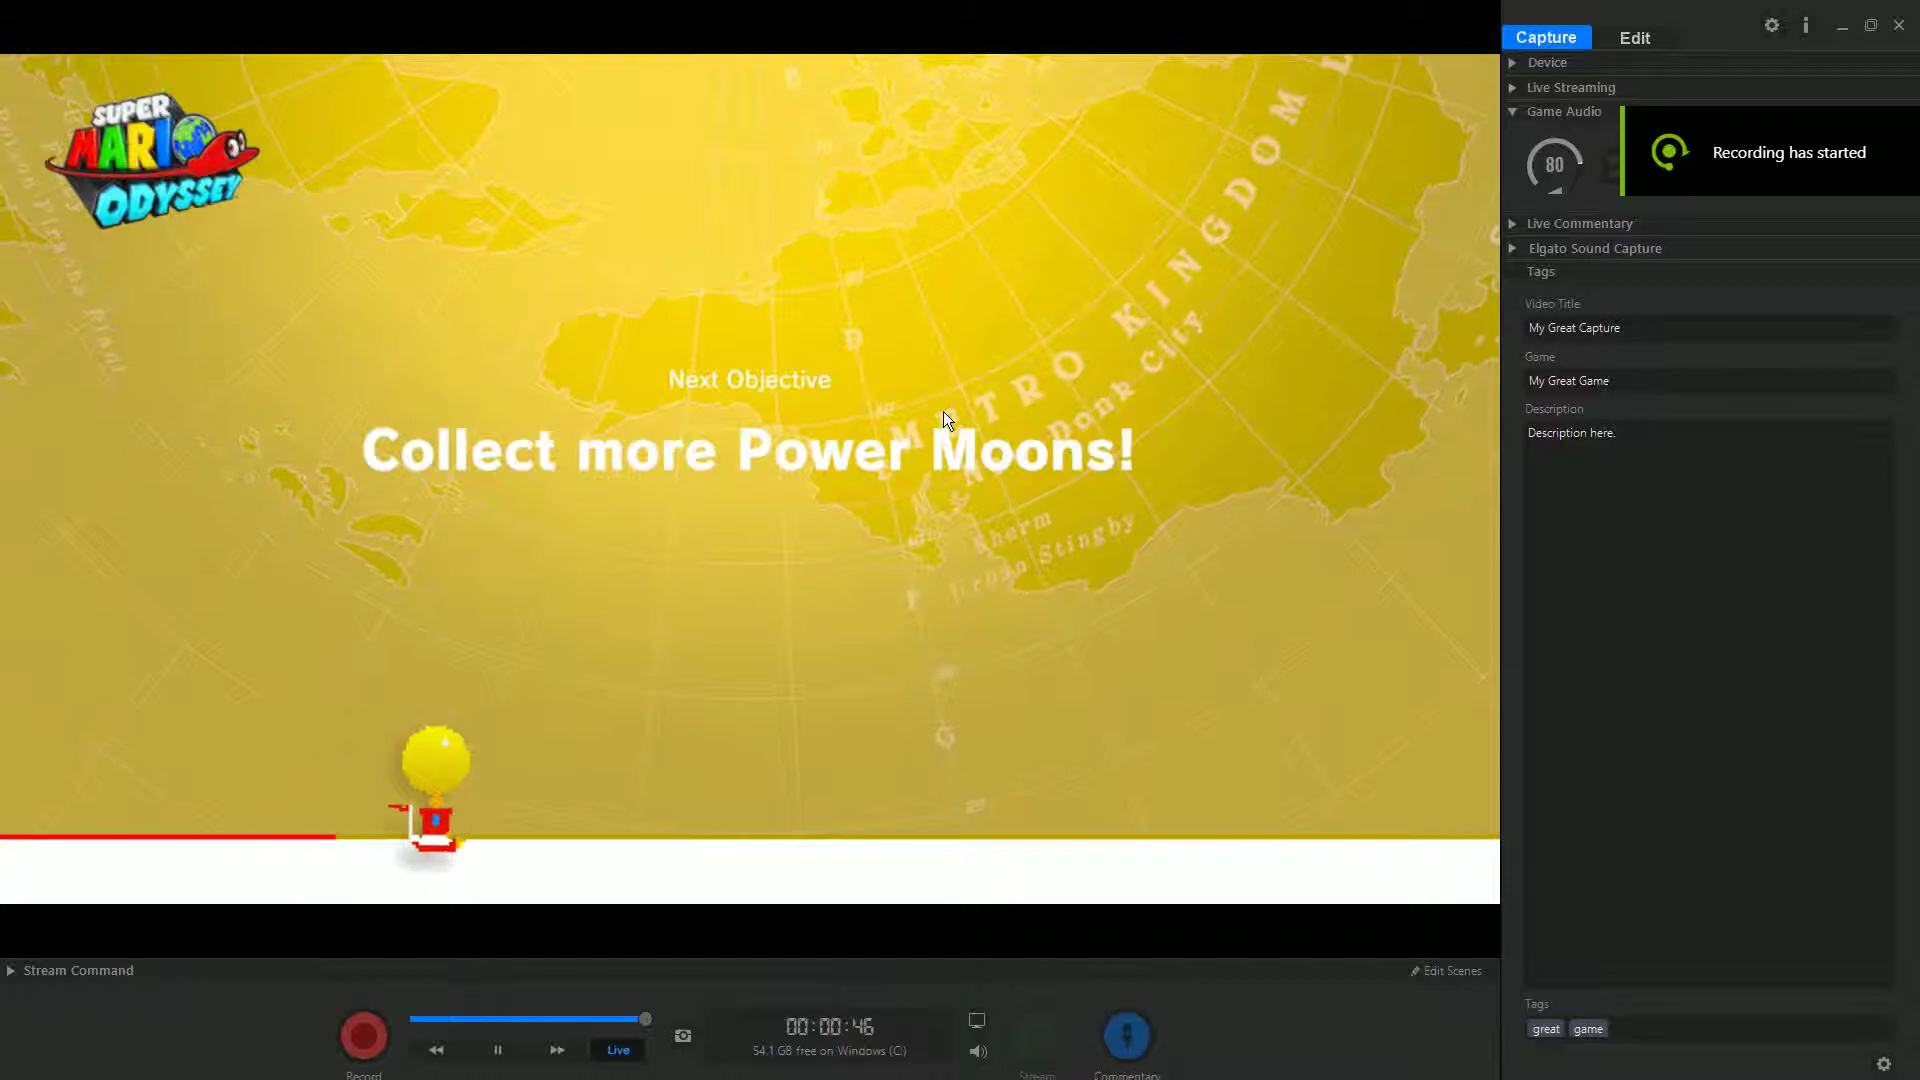 SUPER
MARIO
ODYSSEY
METRO KINGDOM
Next Objective
Collect more Power Moons!
Stream Command
Edit Scenes
Record
Live
00:00:46
54.1 GB free on Windows (C:)
Stream
Commentary
Capture
Edit
Device
Live Streaming
Game Audio
80
Recording has started
Live Commentary
Elgato Sound Capture
Tags
Video Title
My Great Capture
Game
My Great Game
Description
Description here.
Tags
great game